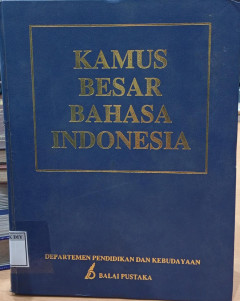 KAMUS
BESAR
BAHASA
INDONESIA
DEPARTEMEN PENDIDIKAN DAN KEBUDAYAAN
BALAI PUSTAKA